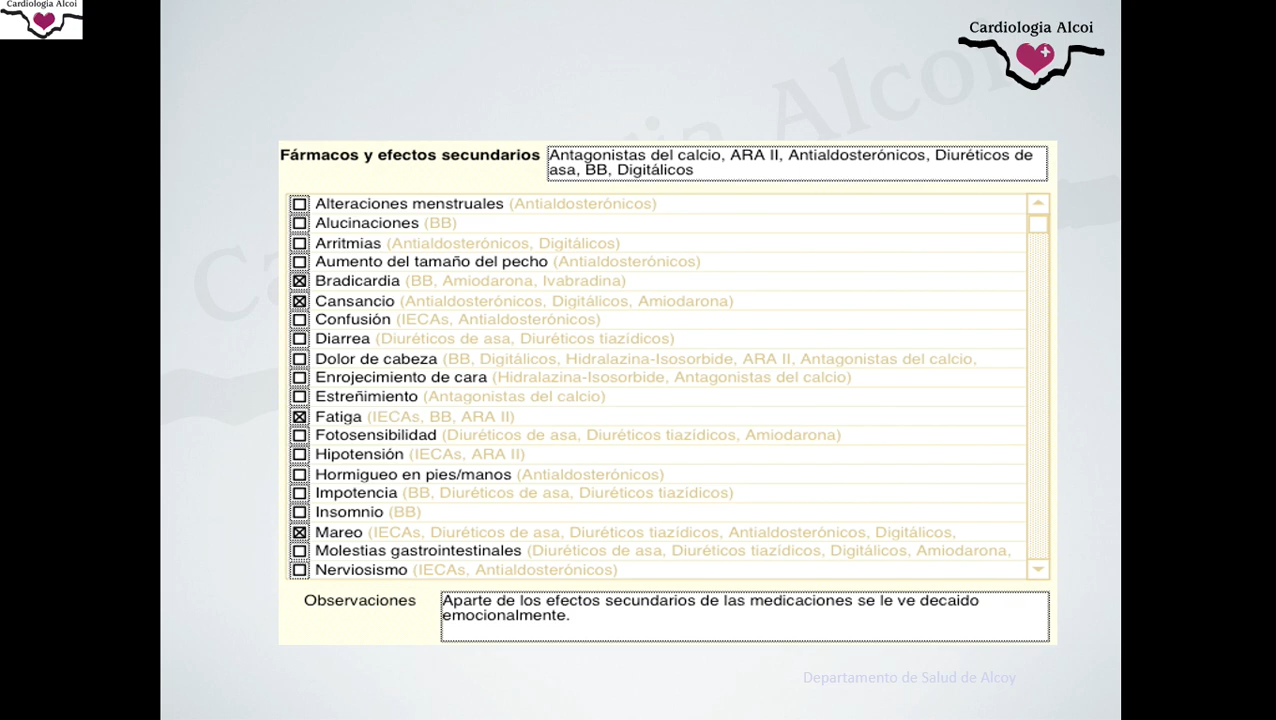 Cardiologia Alcoi
Cardiologia Alcoi
Fármacos y efectos secundarios
Antagonistas del calcio, ARA II, Antialdosterónicos, Diuréticos de
asa, BB, Digitálicos
Alteraciones menstruales (Antialdosterónicos)
Alucinaciones (BB)
Arritmias (Antialdosterónicos, Digitálicos)
Aumento del tamaño del pecho (Antialdosterónicos)
Bradicardia (BB, Amiodarona, Ivabradina)
Cansancio (Antialdosterónicos, Digitálicos, Amiodarona)
Confusión (IECAs, Antialdosterónicos)
Diarrea (Diuréticos de asa, Diuréticos tiazídicos)
Dolor de cabeza (BB, Digitálicos, Hidralazina-Isosorbide, ARA II, Antagonistas del calcio,
Enrojecimiento de cara (Hidralazina-Isosorbide, Antagonistas del calcio)
Estreñimiento (Antagonistas del calcio)
Fatiga (IECAs, BB, ARA II)
Fotosensibilidad (Diuréticos de asa, Diuréticos tiazídicos, Amiodarona)
Hipotensión (IECAs, ARA II)
Hormigueo en pies/manos (Antialdosterónicos)
Impotencia (BB, Diuréticos de asa, Diuréticos tiazídicos)
Insomnio (BB)
Mareo (IECAs, Diuréticos de asa, Diuréticos tiazídicos, Antialdosterónicos, Digitálicos,
Molestias gastrointestinales (Diuréticos de asa, Diuréticos tiazídicos, Digitálicos, Amiodarona,
Nerviosismo (IECAs, Antialdosterónicos)
Observaciones
Aparte de los efectos secundarios de las medicaciones se le ve decaido
emocionalmente.
Departamento de Salud de Alcoy